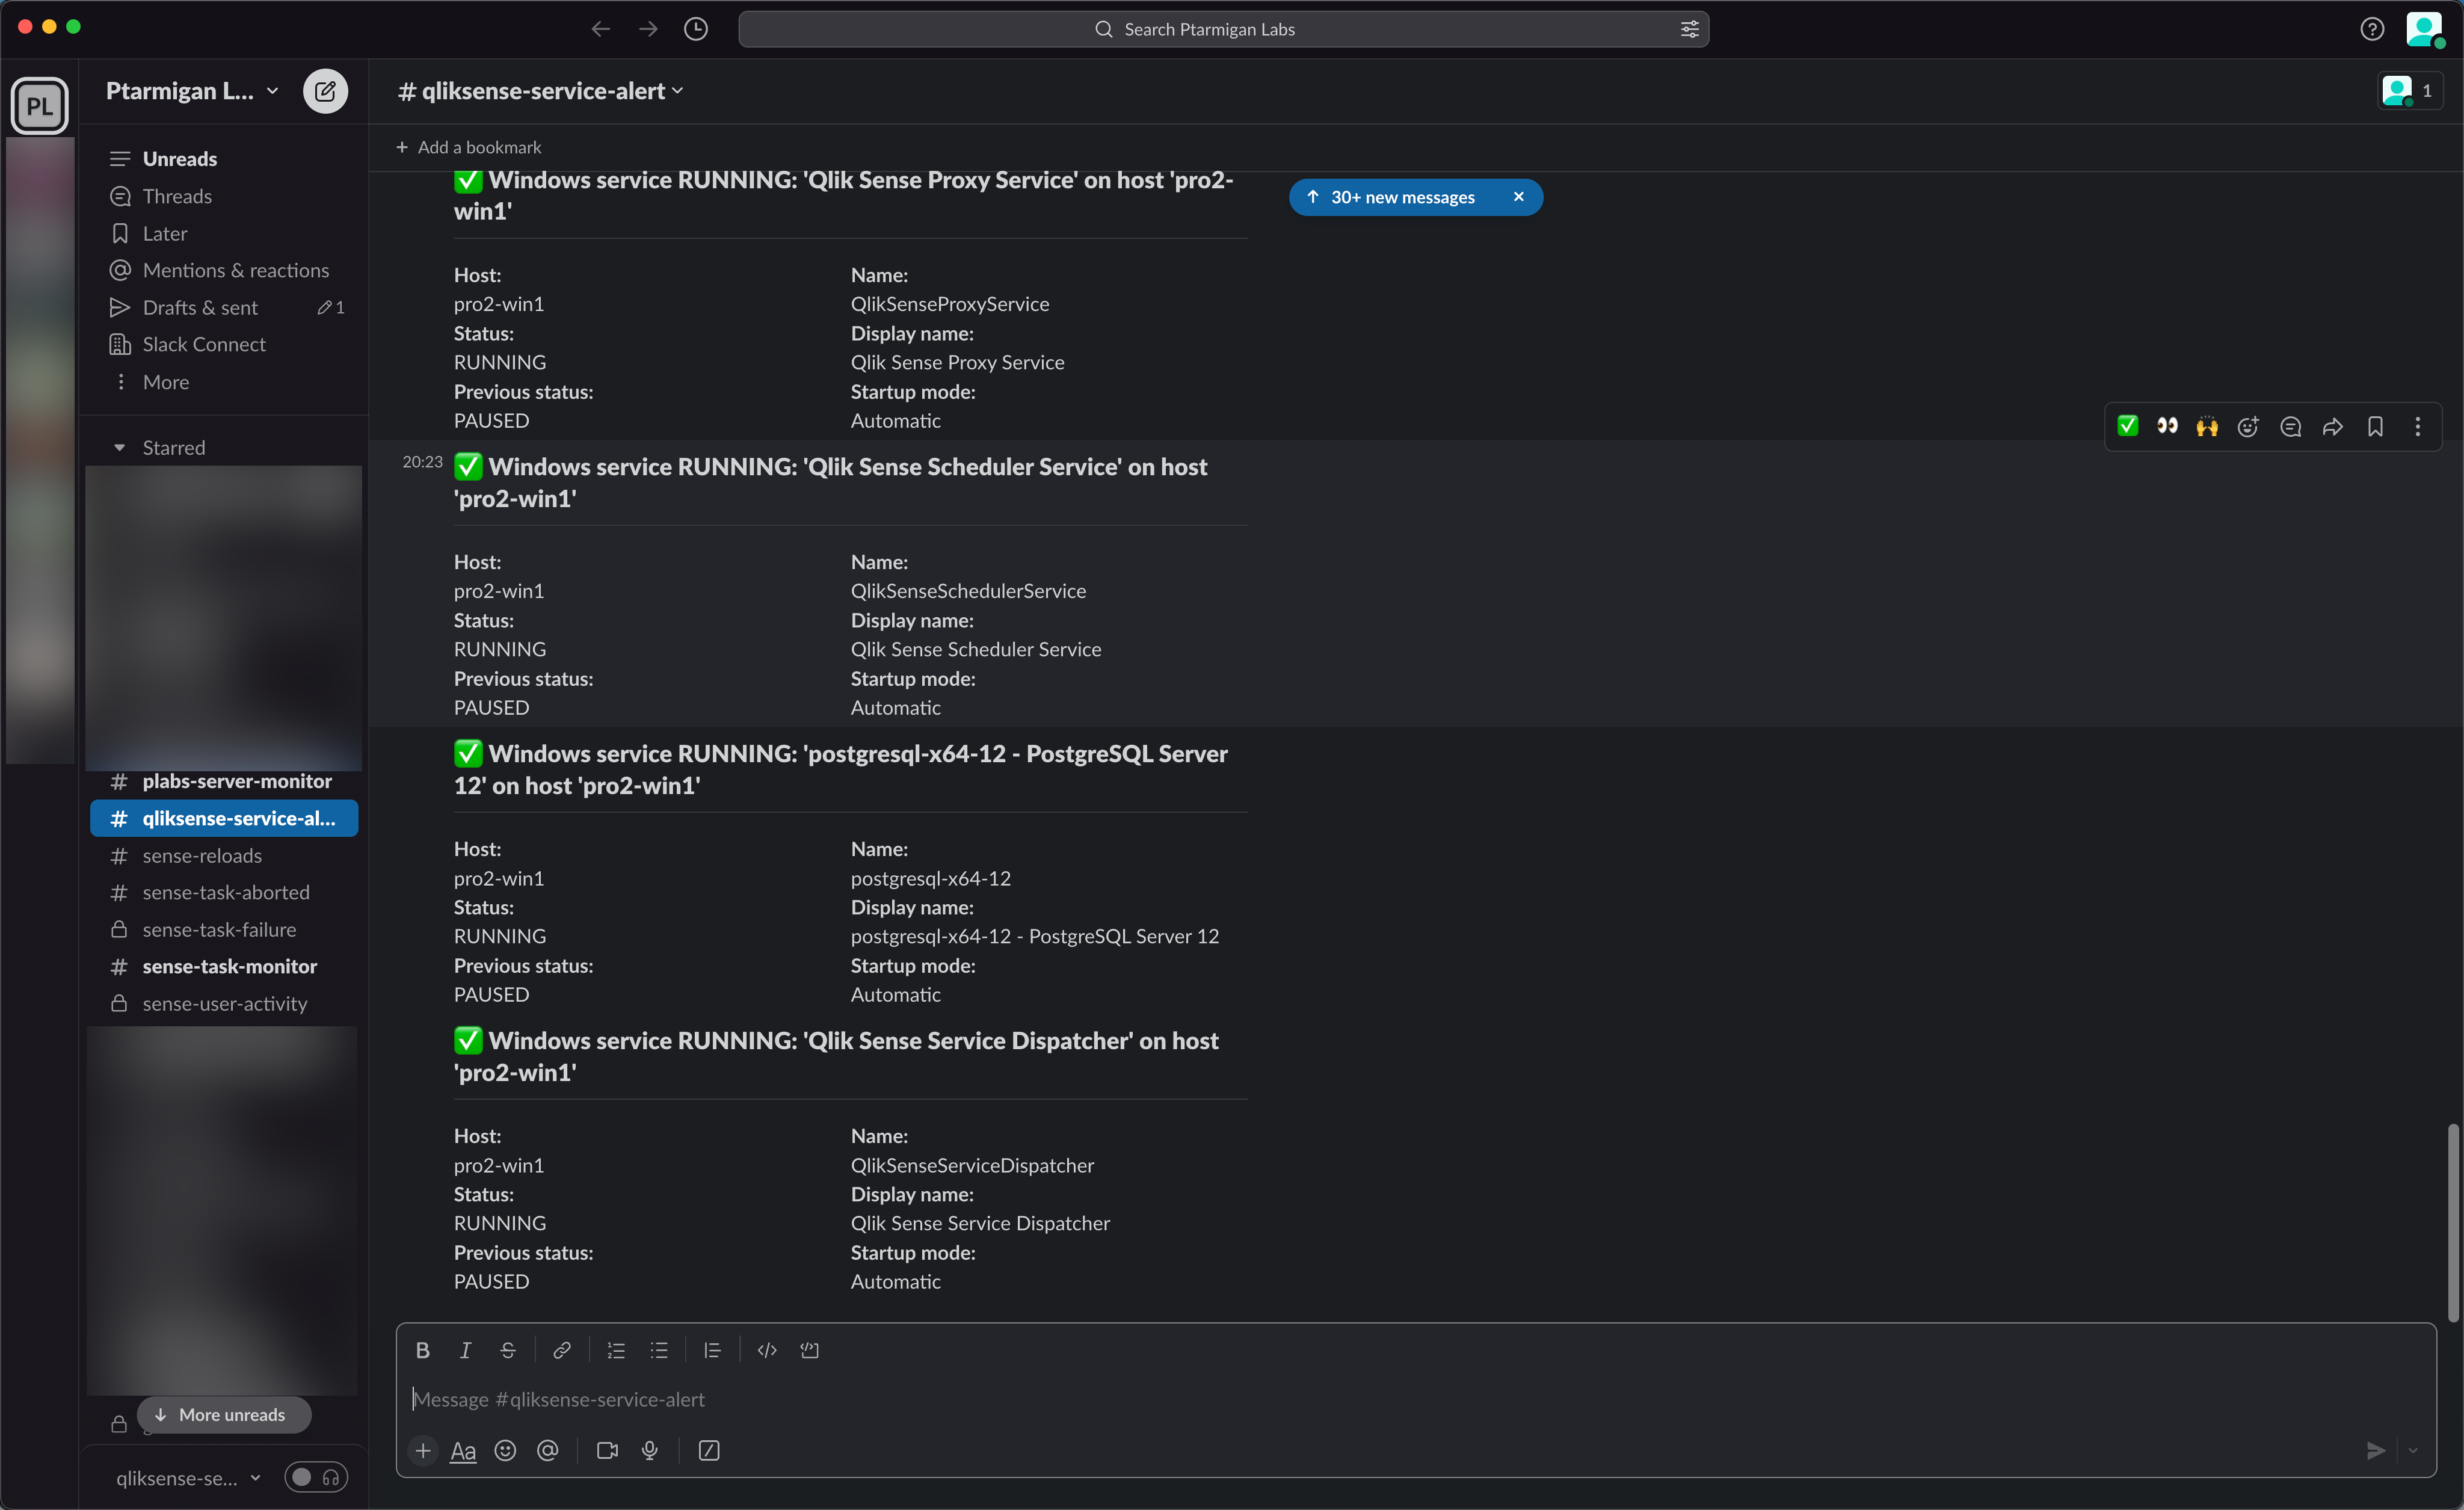 Search Ptarmigan Labs
PL
Ptarmigan L...
Unreads
Threads
Later
Mentions & reactions
Drafts & sent 1
Slack Connect
More
Starred
# plabs-server-monitor
# qliksense-service-al...
# sense-reloads
# sense-task-aborted
sense-task-failure
# sense-task-monitor
sense-user-activity
More unreads
qliksense-se...
# qliksense-service-alert
1
+ Add a bookmark
30+ new messages
✅ Windows service RUNNING: 'Qlik Sense Proxy Service' on host 'pro2-
win1'
Host: Name:
pro2-win1 QlikSenseProxyService
Status: Display name:
RUNNING Qlik Sense Proxy Service
Previous status: Startup mode:
PAUSED Automatic
20:23 ✅ Windows service RUNNING: 'Qlik Sense Scheduler Service' on host
'pro2-win1'
Host: Name:
pro2-win1 QlikSenseSchedulerService
Status: Display name:
RUNNING Qlik Sense Scheduler Service
Previous status: Startup mode:
PAUSED Automatic
✅ Windows service RUNNING: 'postgresql-x64-12 - PostgreSQL Server
12' on host 'pro2-win1'
Host: Name:
pro2-win1 postgresql-x64-12
Status: Display name:
RUNNING postgresql-x64-12 - PostgreSQL Server 12
Previous status: Startup mode:
PAUSED Automatic
✅ Windows service RUNNING: 'Qlik Sense Service Dispatcher' on host
'pro2-win1'
Host: Name:
pro2-win1 QlikSenseServiceDispatcher
Status: Display name:
RUNNING Qlik Sense Service Dispatcher
Previous status: Startup mode:
PAUSED Automatic
B I S
Message #qliksense-service-alert
+ Aa @